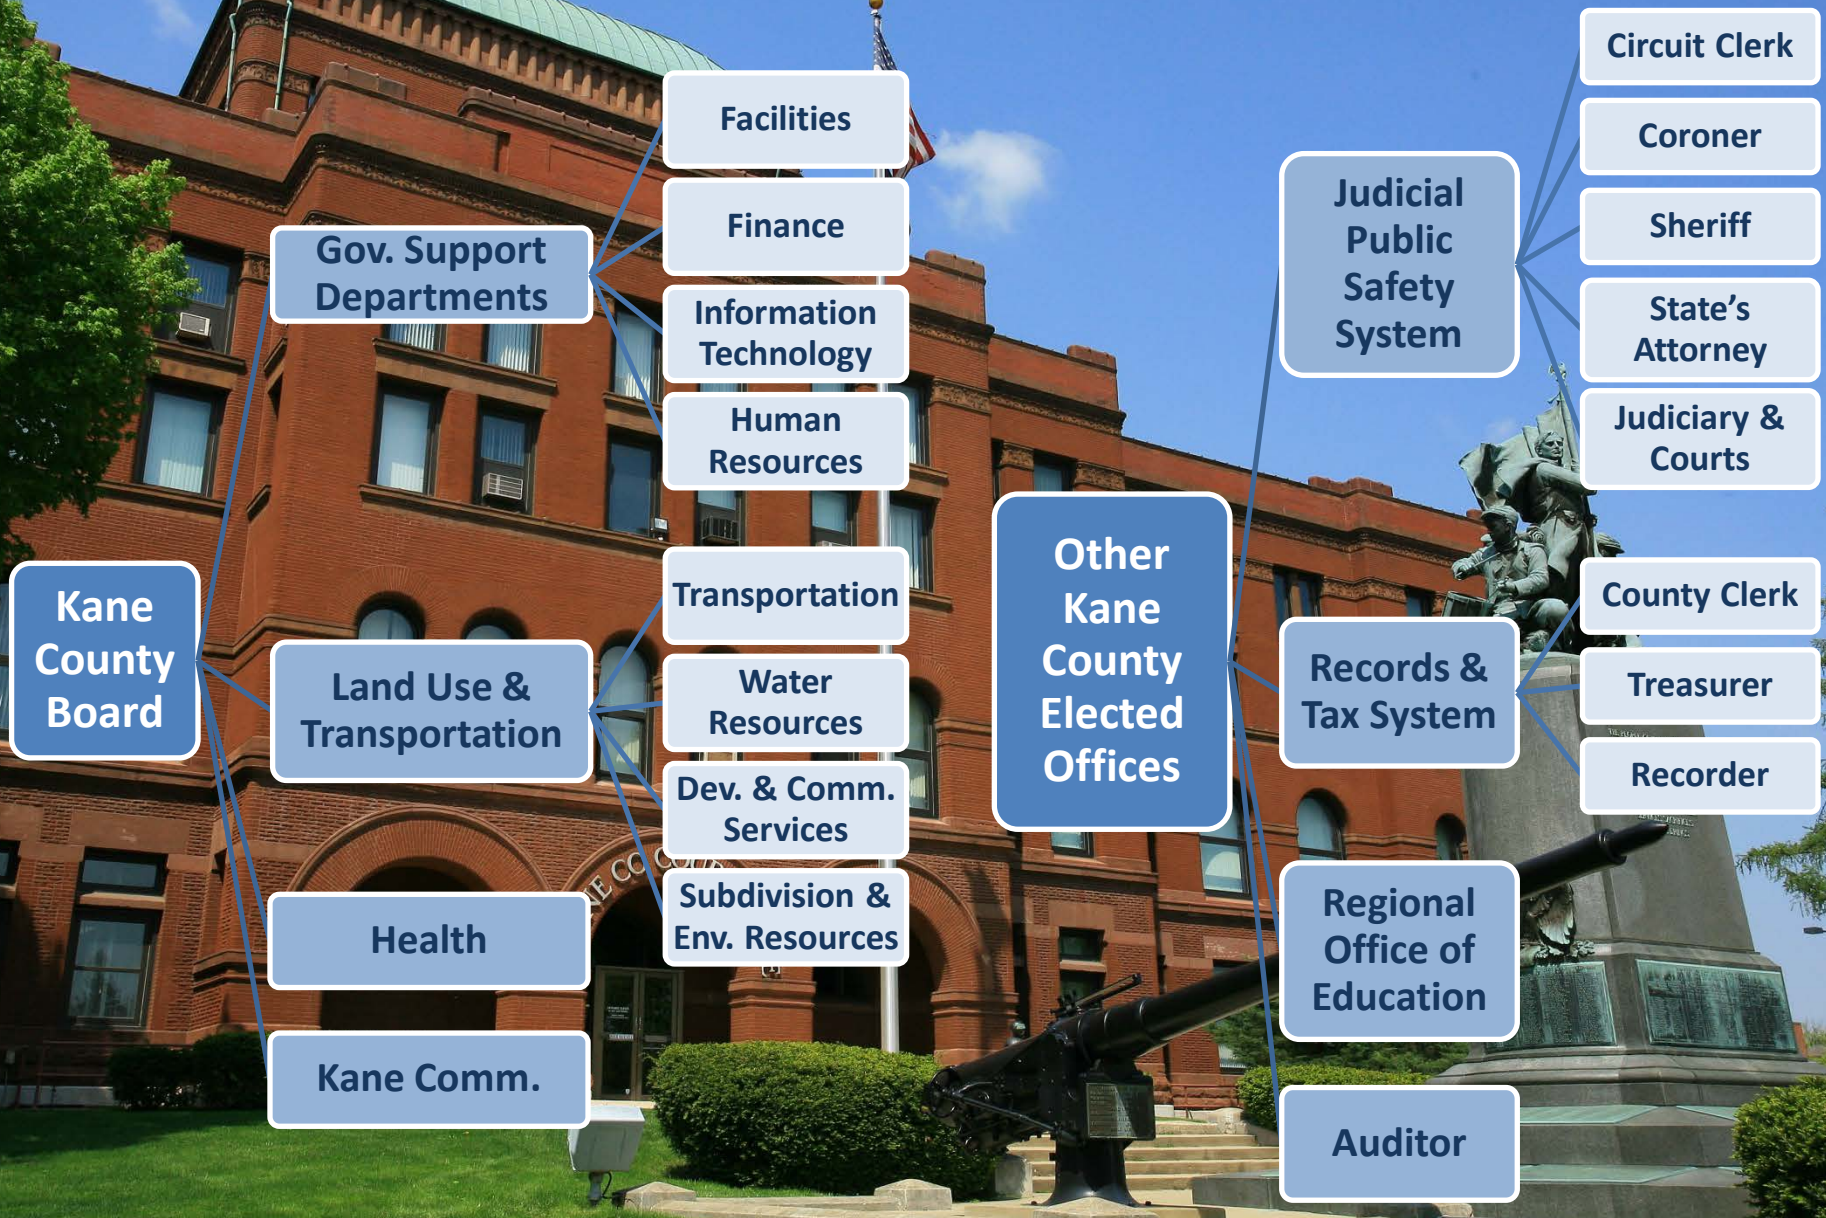 Kane
County
Board
Gov. Support
Departments
Facilities
Finance
Information
Technology
Human
Resources
Land Use &
Transportation
Transportation
Water
Resources
Dev. & Comm.
Services
Subdivision &
Env. Resources
Health
Kane Comm.
Other
Kane
County
Elected
Offices
Judicial
Public
Safety
System
Circuit Clerk
Coroner
Sheriff
State’s
Attorney
Judiciary &
Courts
Records &
Tax System
County Clerk
Treasurer
Recorder
Regional
Office of
Education
Auditor